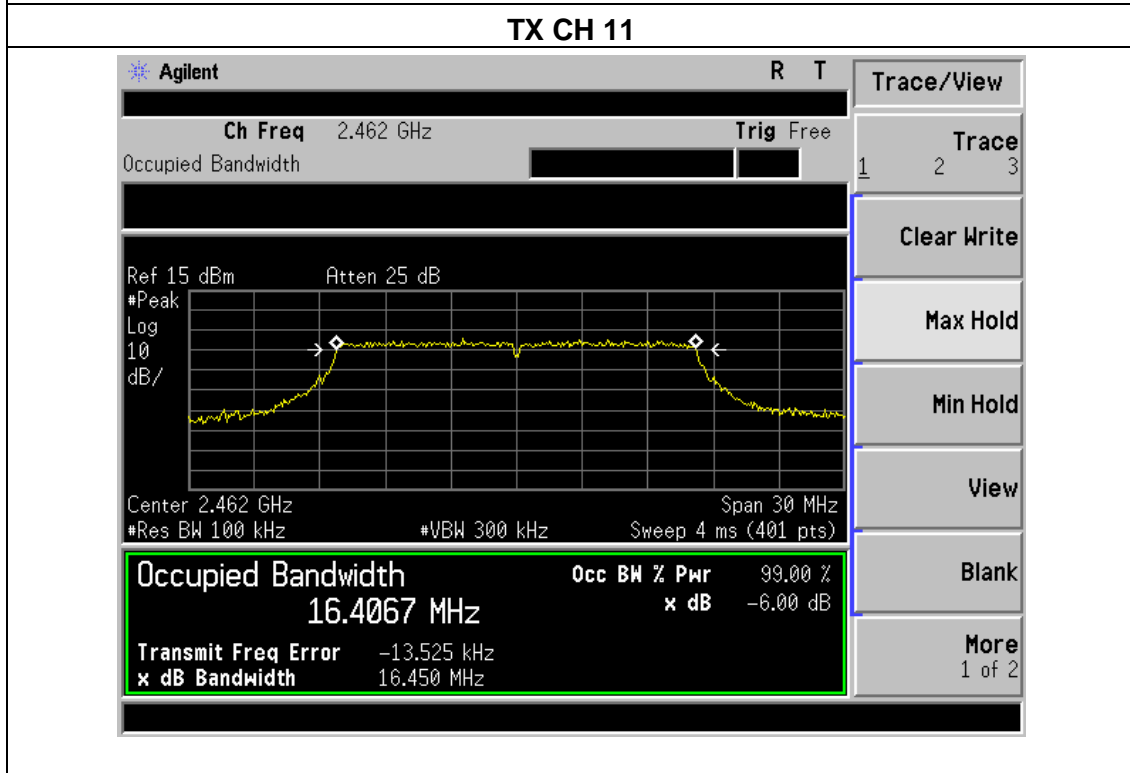 TX CH 11
Agilent R T
Ch Freq 2.462 GHz Trig Free
Occupied Bandwidth
Ref 15 dBm Atten 25 dB
#Peak
Log
10
dB/
Center 2.462 GHz Span 30 MHz
#Res BW 100 kHz #VBW 300 kHz Sweep 4 ms (401 pts)
Occupied Bandwidth Occ BW % Pwr 99.00 %
16.4067 MHz x dB -6.00 dB
Transmit Freq Error -13.525 kHz
x dB Bandwidth 16.450 MHz
Trace/View
Trace
1 2 3
Clear Write
Max Hold
Min Hold
View
Blank
More
1 of 2